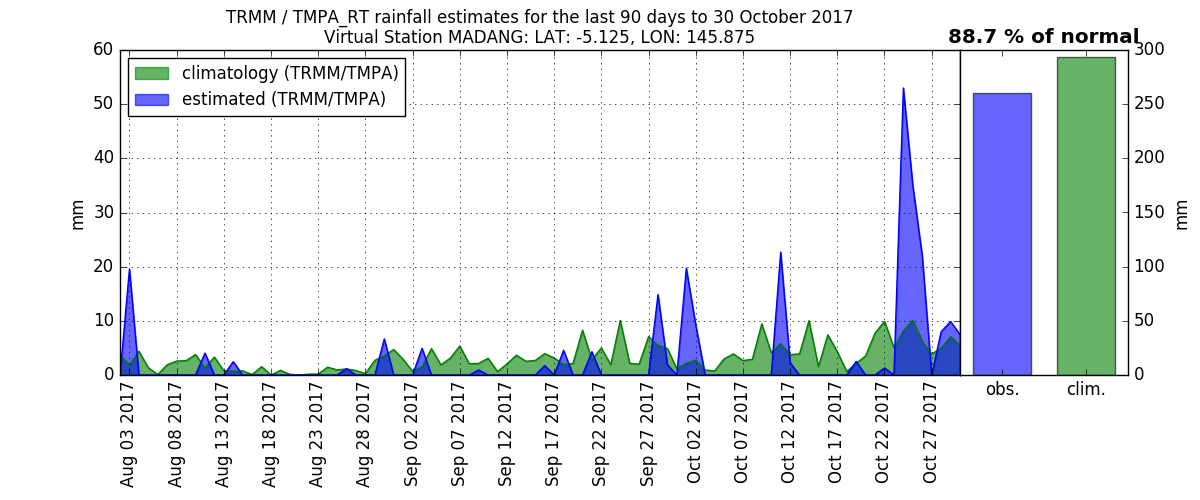 TRMM / TMPA_RT rainfall estimates for the last 90 days to 30 October 2017
Virtual Station MADANG: LAT: -5.125, LON: 145.875
88.7 % of normal
climatology (TRMM/TMPA)
estimated (TRMM/TMPA)
mm
60
50
40
30
20
10
0
Aug 03 2017
Aug 08 2017
Aug 13 2017
Aug 18 2017
Aug 23 2017
Aug 28 2017
Sep 02 2017
Sep 07 2017
Sep 12 2017
Sep 17 2017
Sep 22 2017
Sep 27 2017
Oct 02 2017
Oct 07 2017
Oct 12 2017
Oct 17 2017
Oct 22 2017
Oct 27 2017
obs.
clim.
300
250
200
150
100
50
0
mm